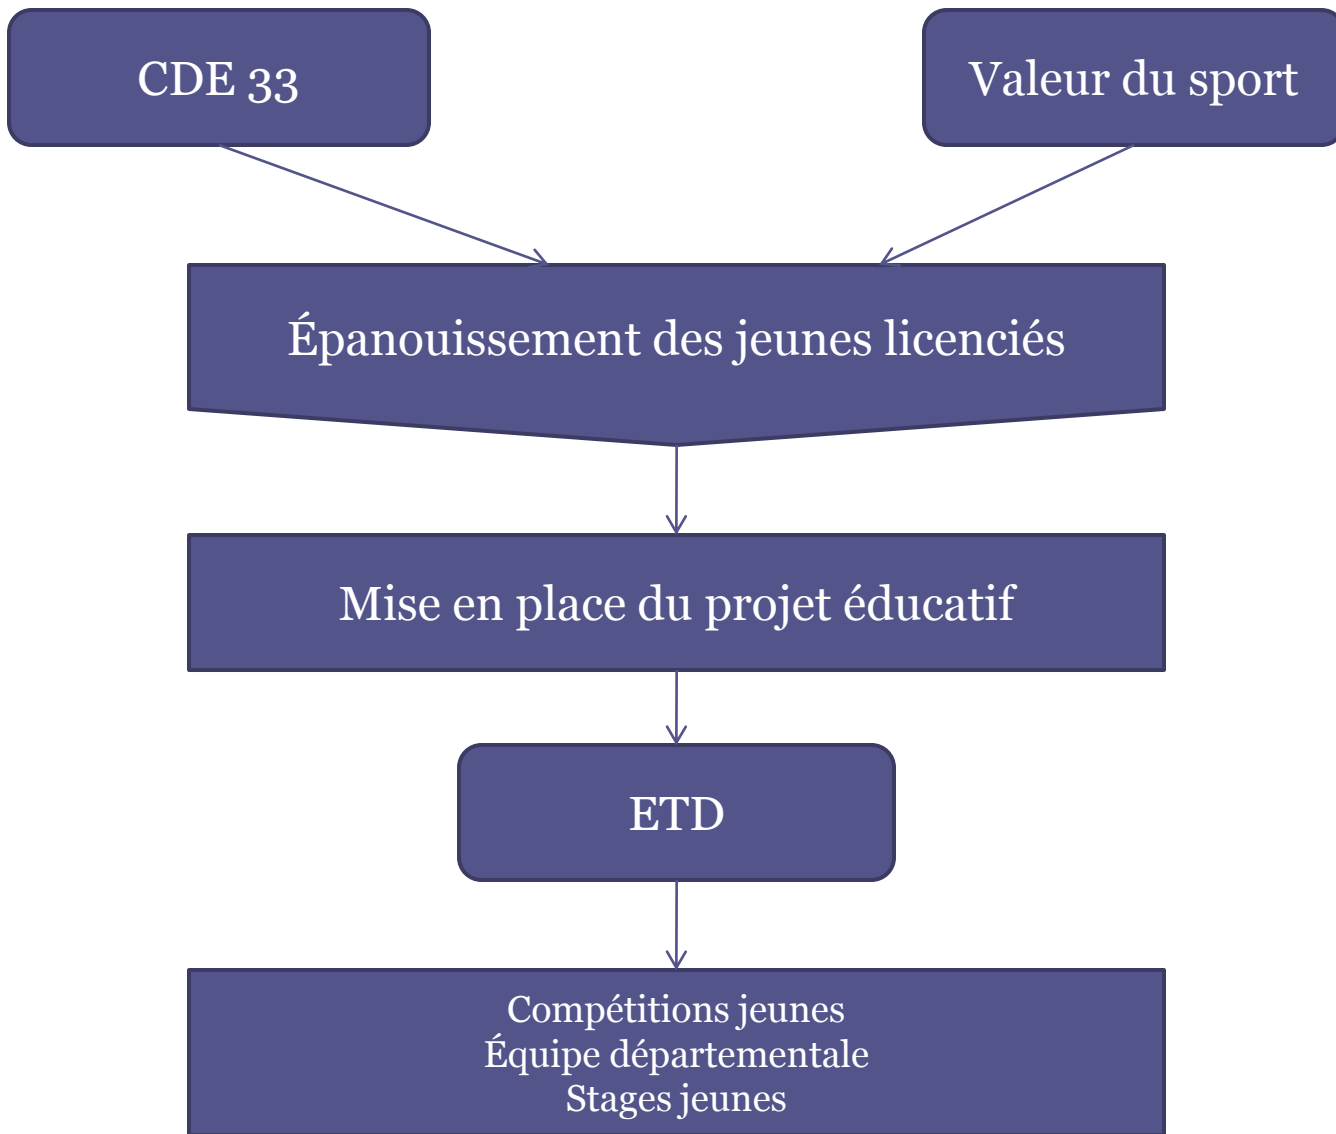 CDE 33
Valeur du sport
Épanouissement des jeunes licenciés
Mise en place du projet éducatif
ETD
Compétitions jeunes
Équipe départementale
Stages jeunes